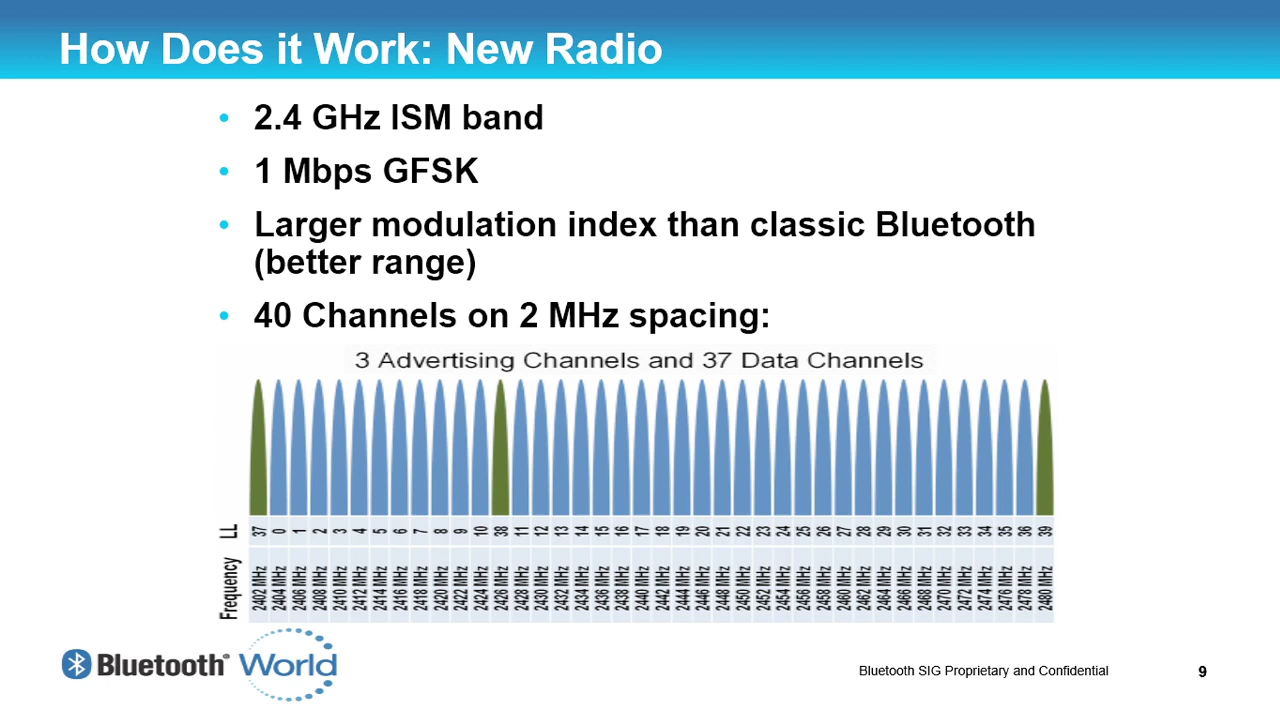 How Does it Work: New Radio
• 2.4 GHz ISM band
• 1 Mbps GFSK
• Larger modulation index than classic Bluetooth
(better range)
• 40 Channels on 2 MHz spacing:
3 Advertising Channels and 37 Data Channels
LL 37 0 1 2 3 4 5 6 7 8 9 10 38 11 12 13 14 15 16 17 18 19 20 21 22 23 24 25 26 27 28 29 30 31 32 33 34 35 36 39
Frequency 2402 MHz 2404 MHz 2406 MHz 2408 MHz 2410 MHz 2412 MHz 2414 MHz 2416 MHz 2418 MHz 2420 MHz 2422 MHz 2424 MHz 2426 MHz 2428 MHz 2430 MHz 2432 MHz 2434 MHz 2436 MHz 2438 MHz 2440 MHz 2442 MHz 2444 MHz 2446 MHz 2448 MHz 2450 MHz 2452 MHz 2454 MHz 2456 MHz 2458 MHz 2460 MHz 2462 MHz 2464 MHz 2466 MHz 2468 MHz 2470 MHz 2472 MHz 2474 MHz 2476 MHz 2478 MHz 2480 MHz
Bluetooth® World
Bluetooth SIG Proprietary and Confidential
9